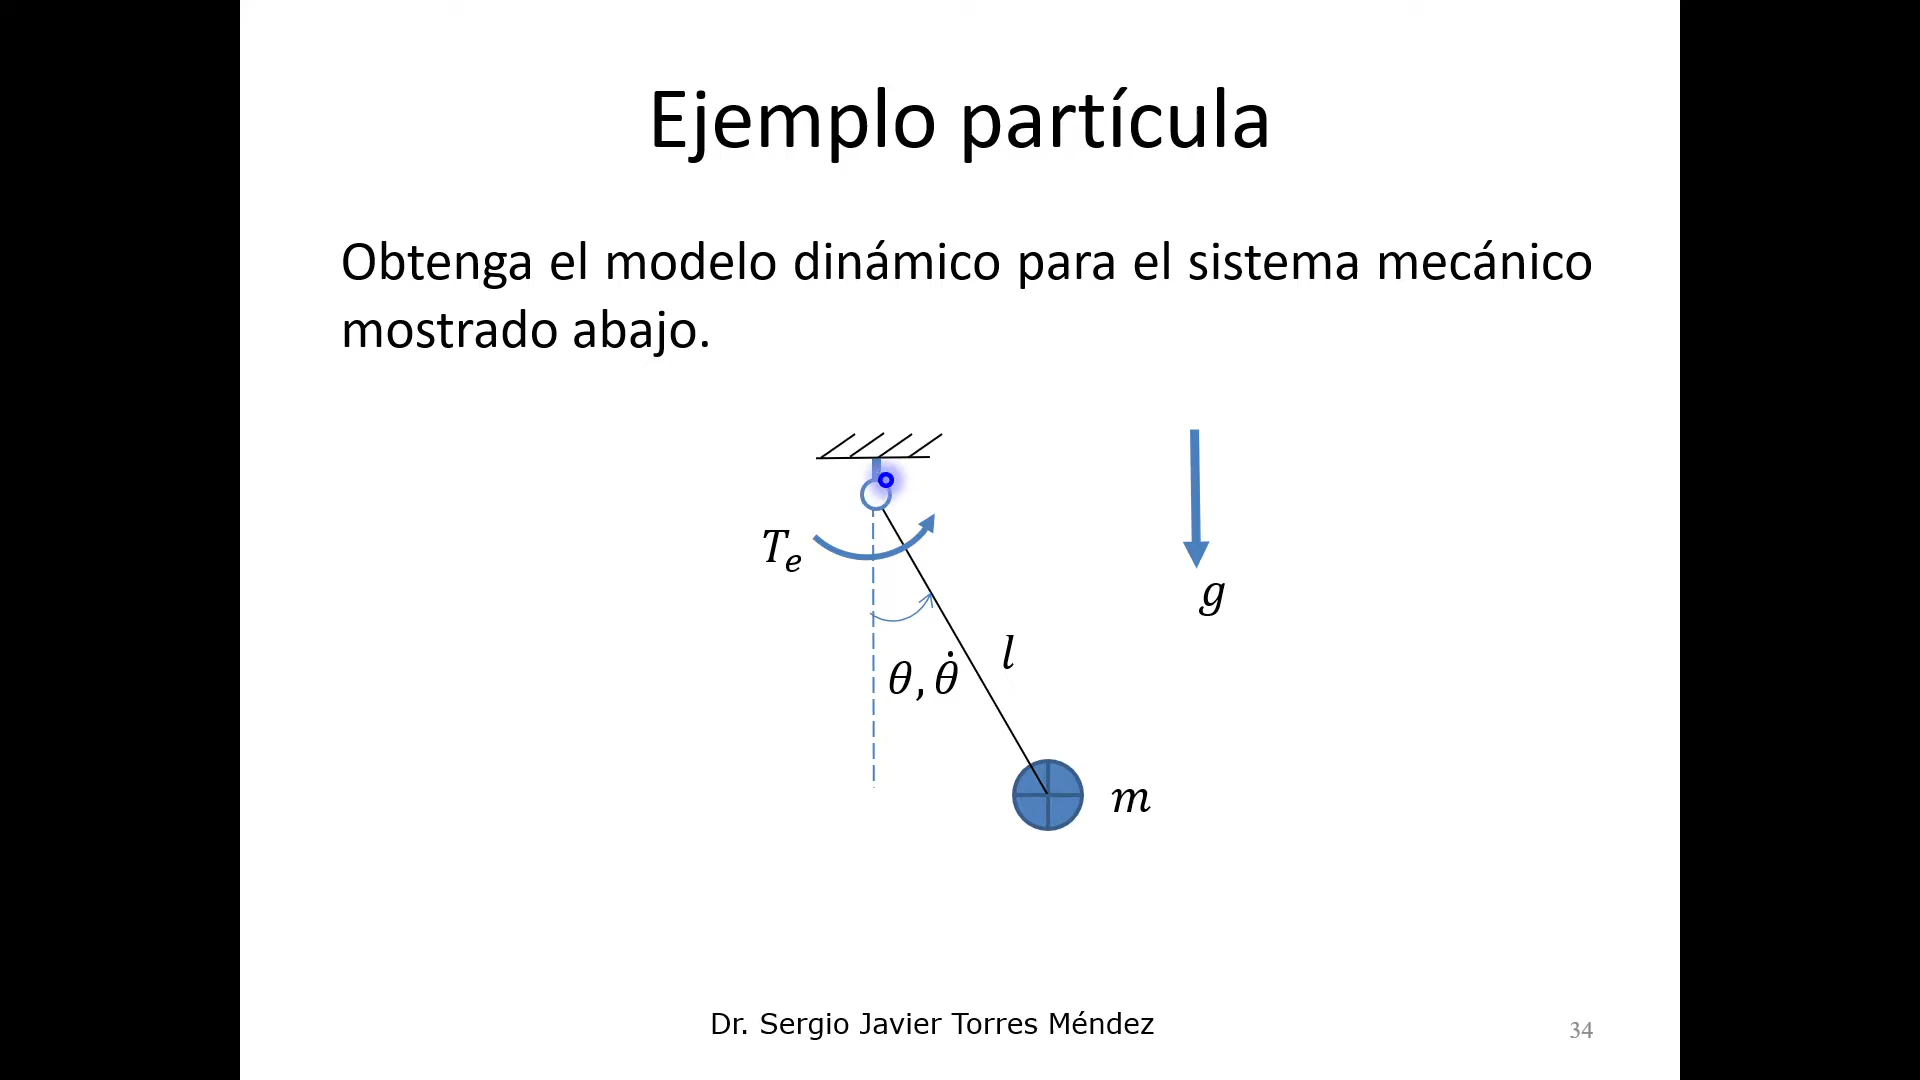 Ejemplo partícula
Obtenga el modelo dinámico para el sistema mecánico
mostrado abajo.
Tₑ
g
l
θ, θ̇
m
Dr. Sergio Javier Torres Méndez
34